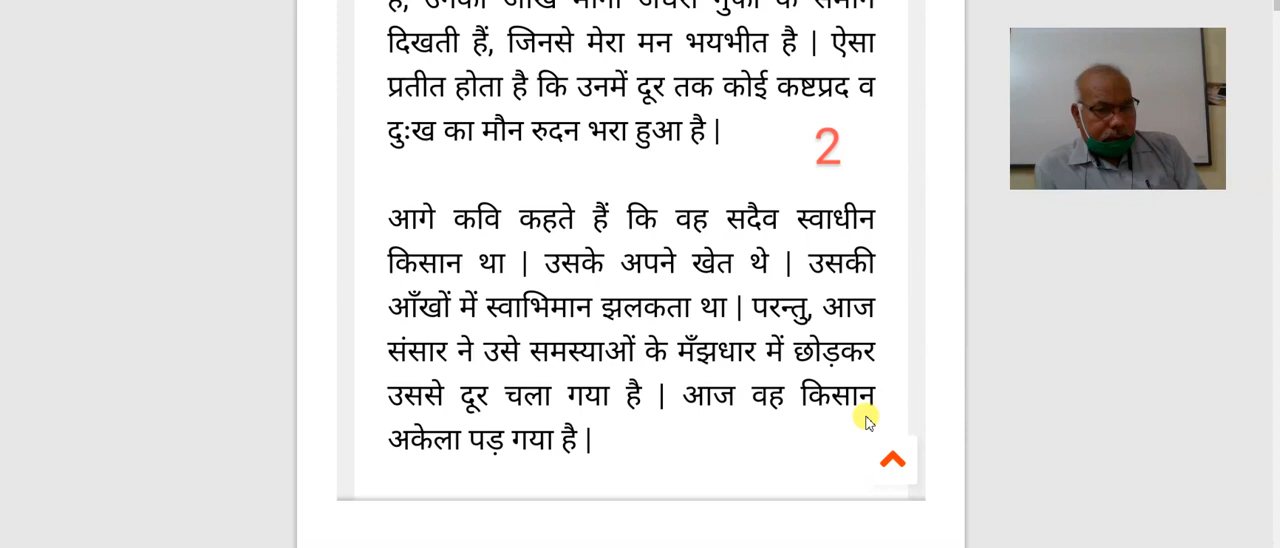 दिखती हैं, जिनसे मेरा मन भयभीत है | ऐसा
प्रतीत होता है कि उनमें दूर तक कोई कष्टप्रद व
दुःख का मौन रुदन भरा हुआ है |
2
आगे कवि कहते हैं कि वह सदैव स्वाधीन
किसान था | उसके अपने खेत थे | उसकी
आँखों में स्वाभिमान झलकता था | परन्तु, आज
संसार ने उसे समस्याओं के मँझधार में छोड़कर
उससे दूर चला गया है | आज वह किसान
अकेला पड़ गया है |